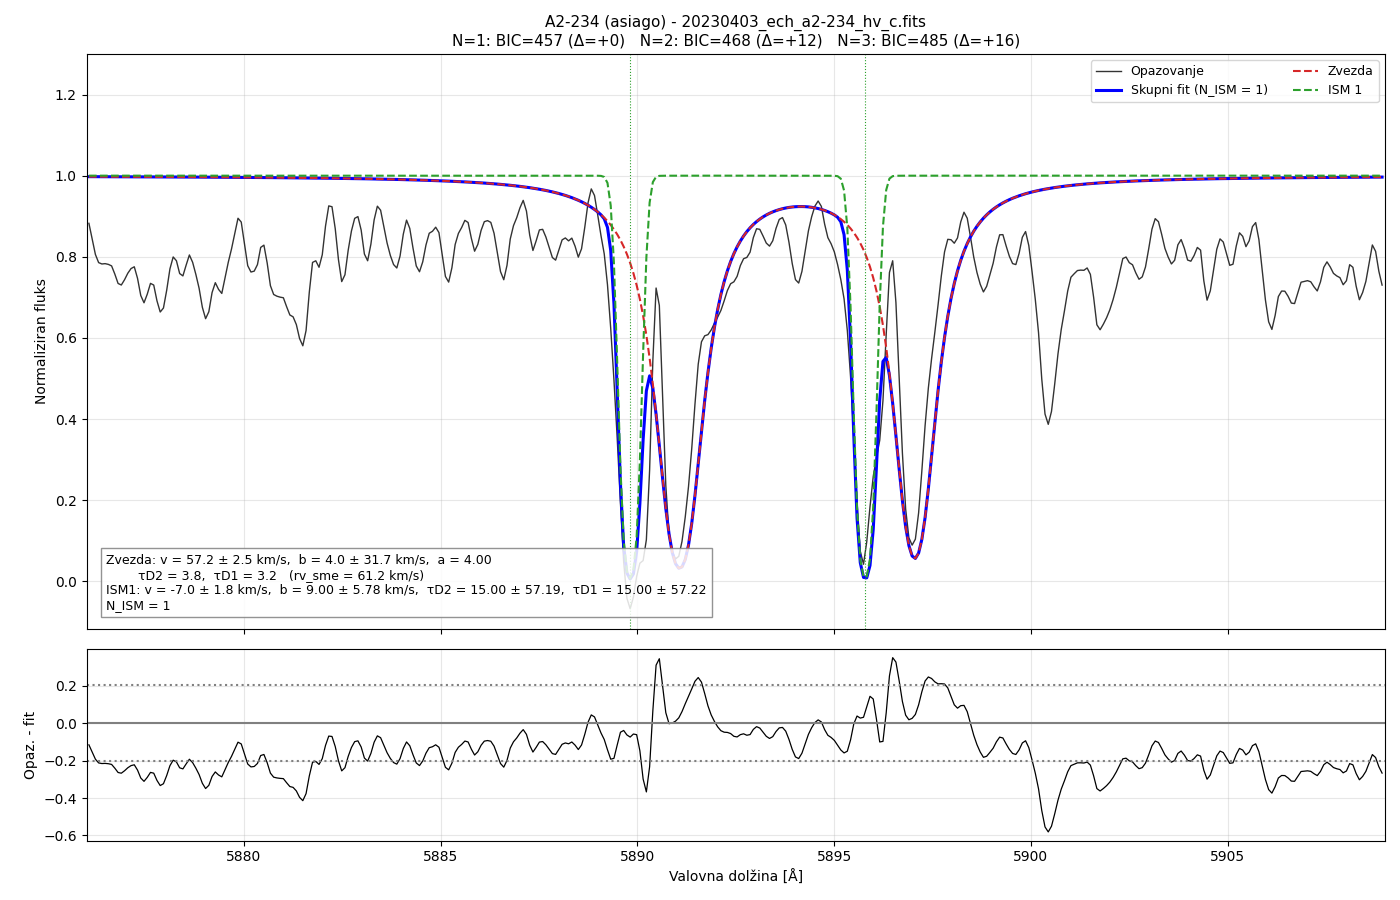 A2-234 (asiago) - 20230403_ech_a2-234_hv_c.fits
N=1: BIC=457 (Δ=+0)   N=2: BIC=468 (Δ=+12)   N=3: BIC=485 (Δ=+16)
Opazovanje
Skupni fit (N_ISM = 1)
Zvezda
ISM 1
Normaliziran fluks
1.2
1.0
0.8
0.6
0.4
0.2
0.0
Zvezda: v = 57.2 ± 2.5 km/s,  b = 4.0 ± 31.7 km/s,  a = 4.00
τD2 = 3.8,  τD1 = 3.2   (rv_sme = 61.2 km/s)
ISM1: v = -7.0 ± 1.8 km/s,  b = 9.00 ± 5.78 km/s,  τD2 = 15.00 ± 57.19,  τD1 = 15.00 ± 57.22
N_ISM = 1
Opaz. - fit
0.2
0.0
−0.2
−0.4
−0.6
5880
5885
5890
5895
5900
5905
Valovna dolžina [Å]